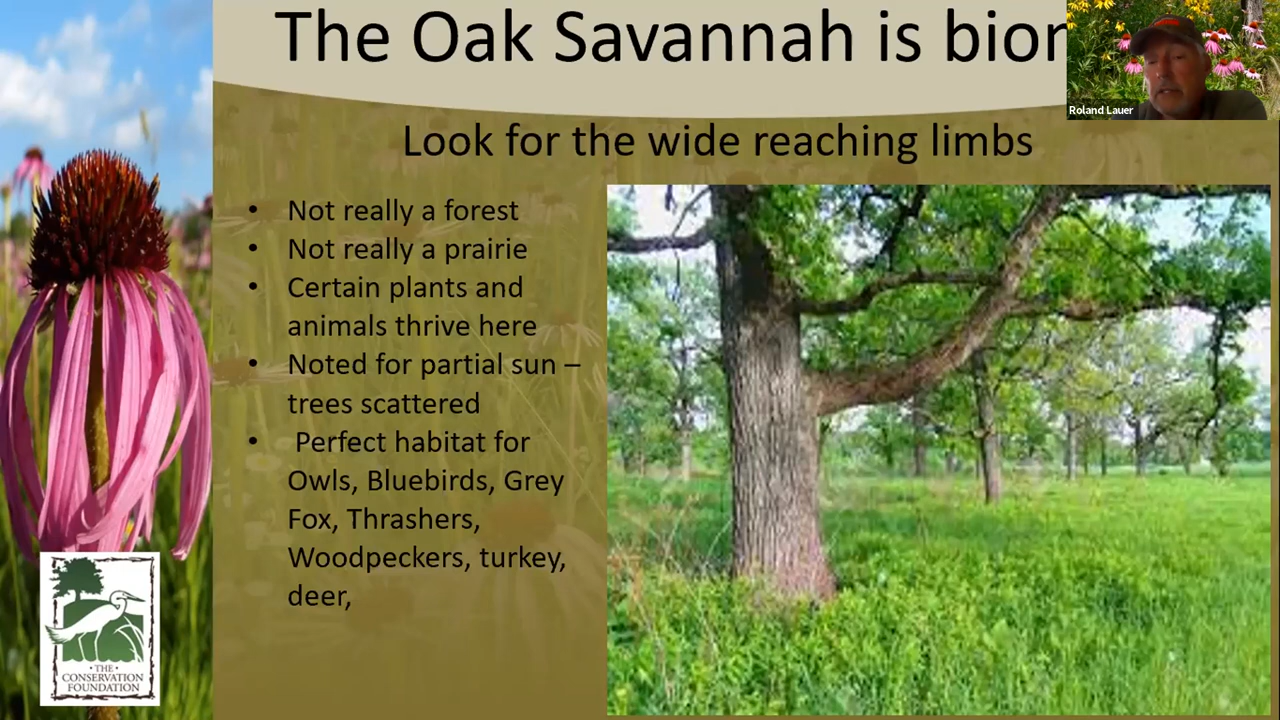 The Oak Savannah is bion
Roland Lauer
Look for the wide reaching limbs
• Not really a forest
• Not really a prairie
• Certain plants and
animals thrive here
• Noted for partial sun –
trees scattered
• Perfect habitat for
Owls, Bluebirds, Grey
Fox, Thrashers,
Woodpeckers, turkey,
deer,
• THE •
CONSERVATION
FOUNDATION